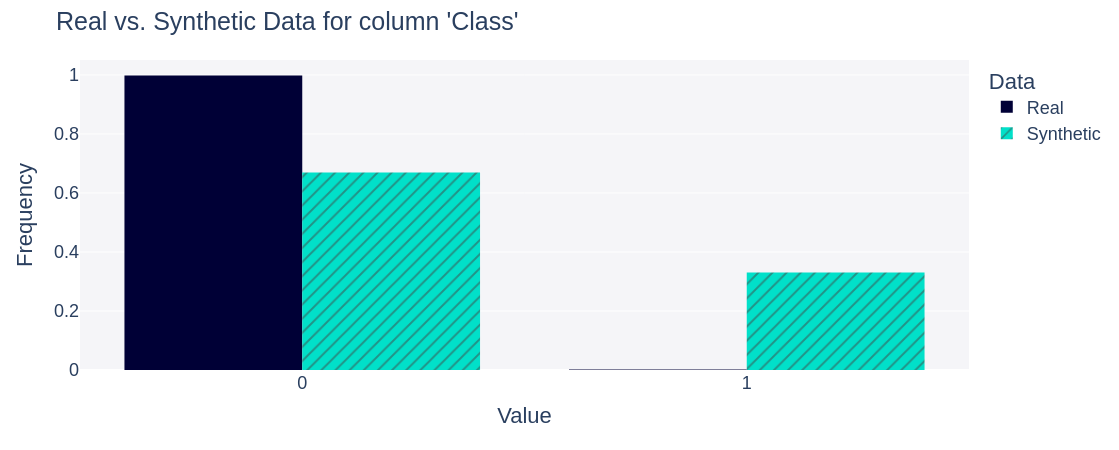 Real vs. Synthetic Data for column 'Class'
Data
Real
Synthetic
Frequency
1
0.8
0.6
0.4
0.2
0
0
1
Value